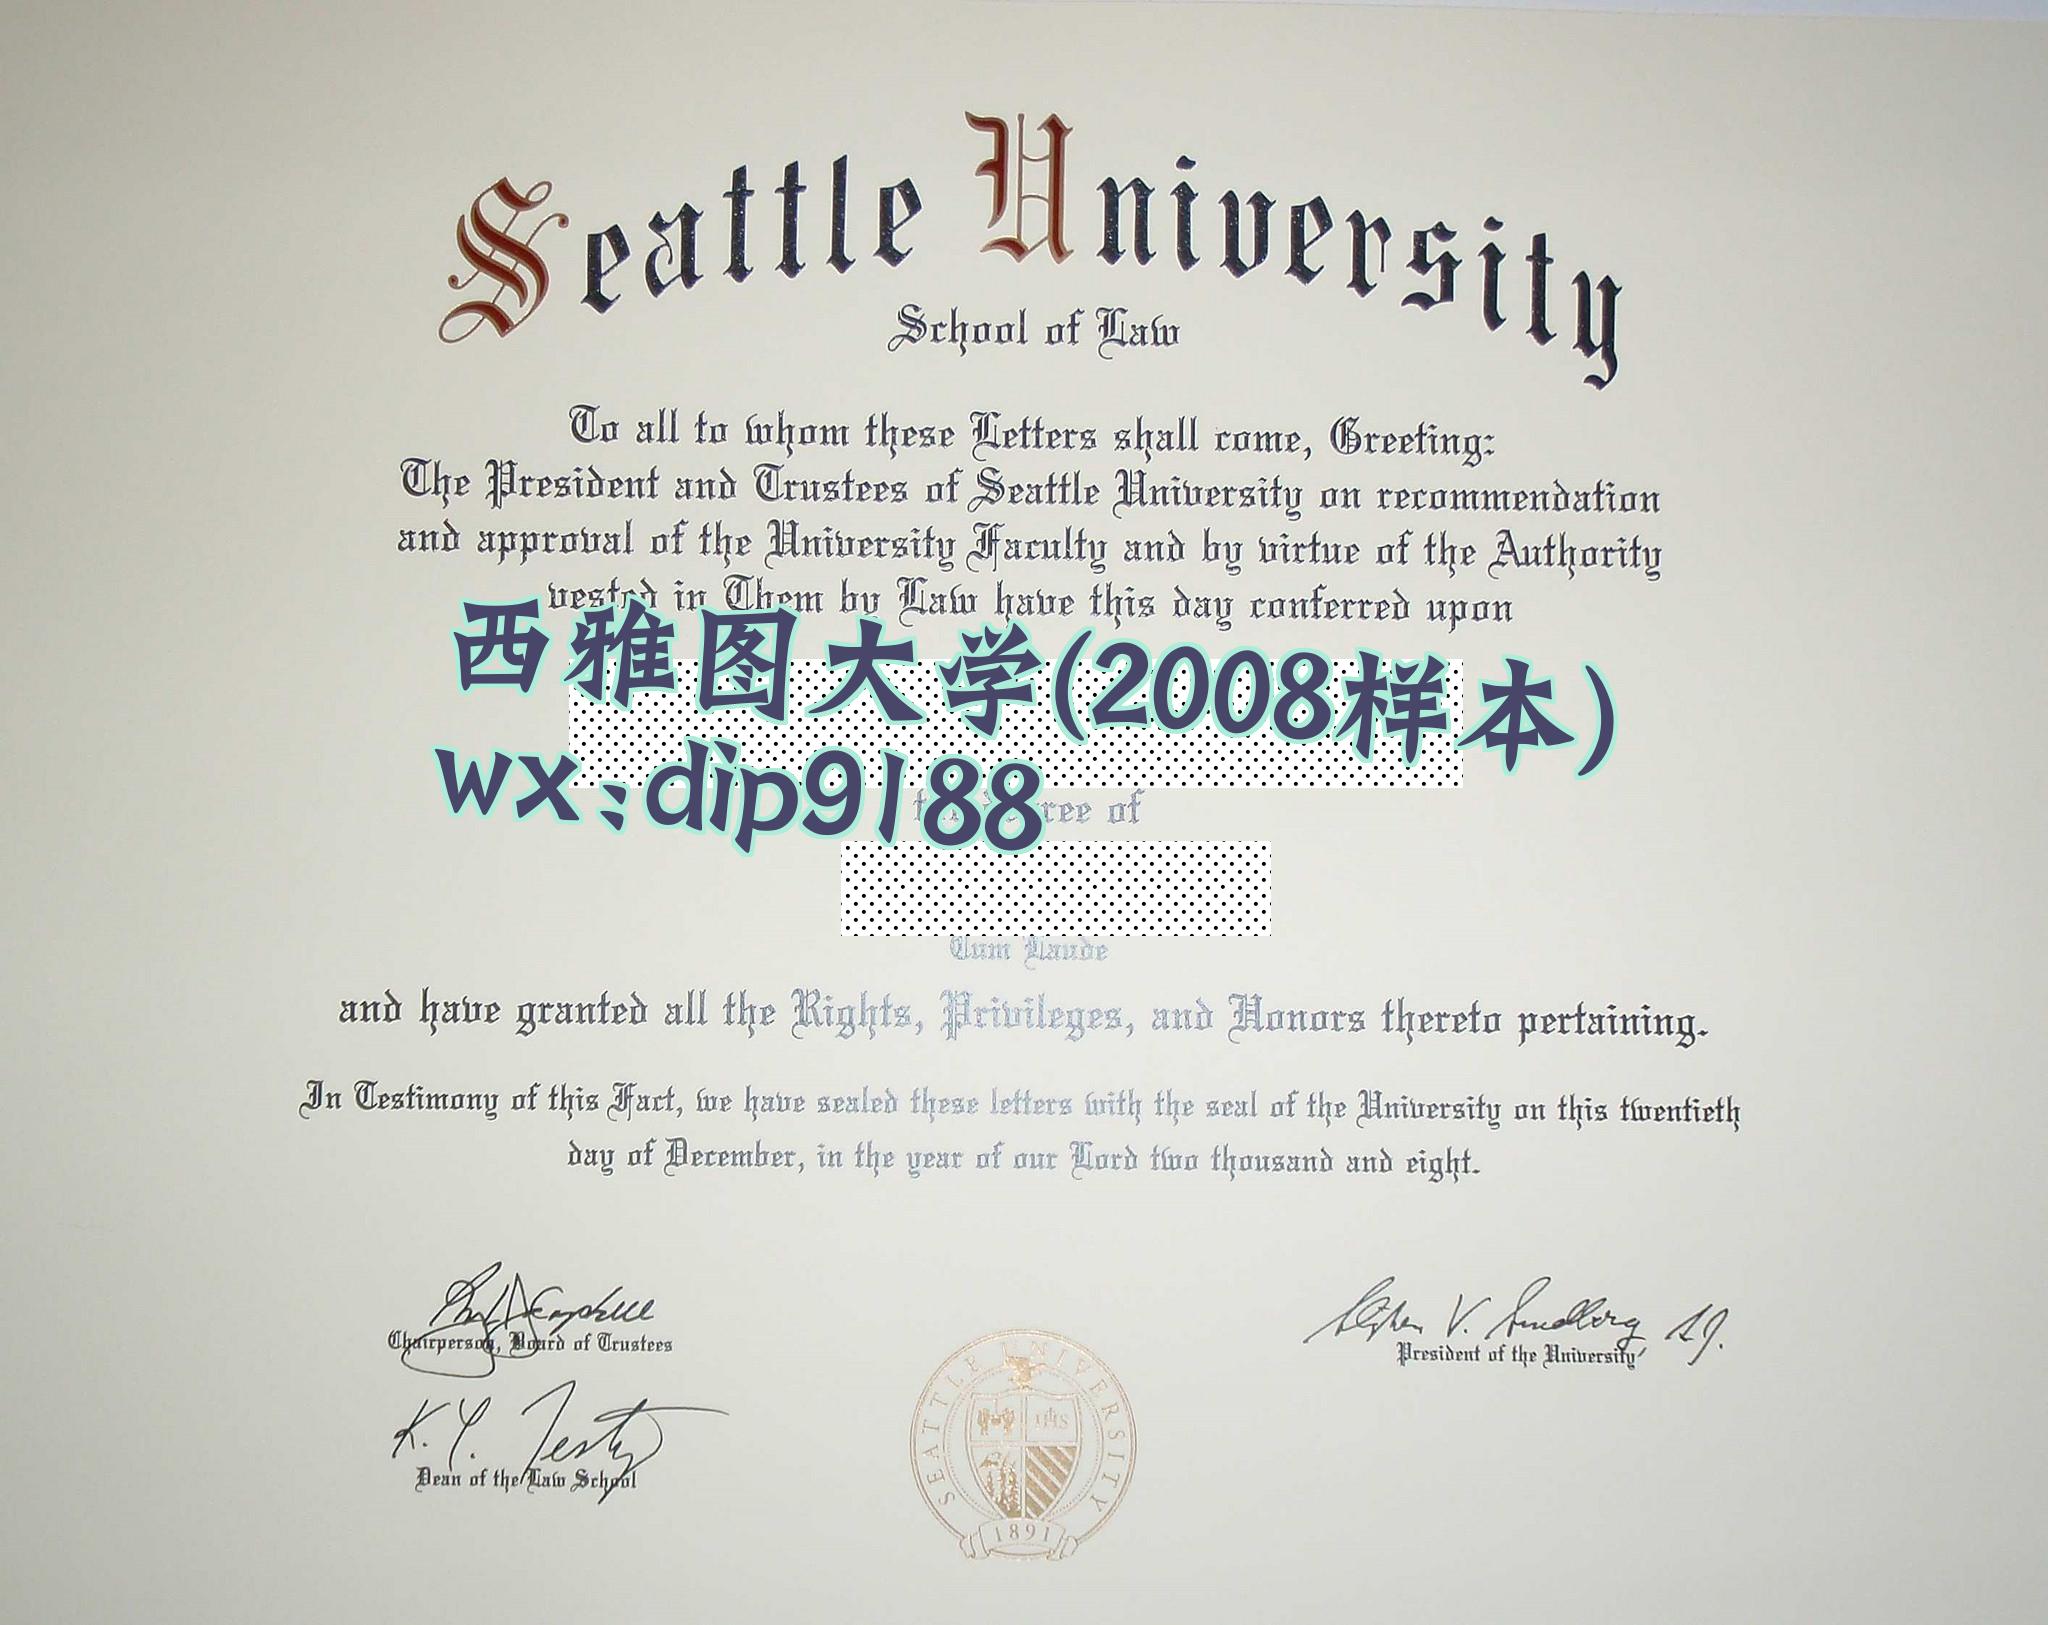 Seattle University
School of Law
To all to whom these Letters shall come, Greeting:
The President and Trustees of Seattle University on recommendation
and approval of the University Faculty and by virtue of the Authority
vested in Them by Law have this day conferred upon
西雅图大学(2008样本)
wx:dip9188
of
Cum Laude
and have granted all the Rights, Privileges, and Honors thereto pertaining.
In Testimony of this Fact, we have sealed these letters with the seal of the University on this twentieth
day of December, in the year of our Lord two thousand and eight.
Chairperson, Board of Trustees
Stephen V. Sundborg, S.J.
President of the University
K. Y. Testy
Dean of the Law School
SEATTLE UNIVERSITY
IHS
1891